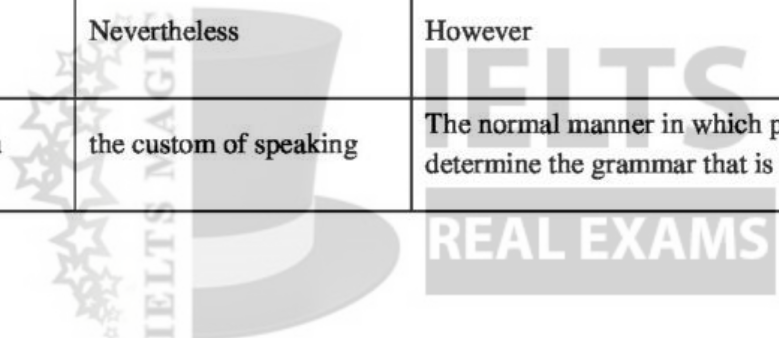 Nevertheless
However
the custom of speaking
The normal manner in which
determine the grammar that is
IELTS MAGIC
IELTS
REAL EXAMS